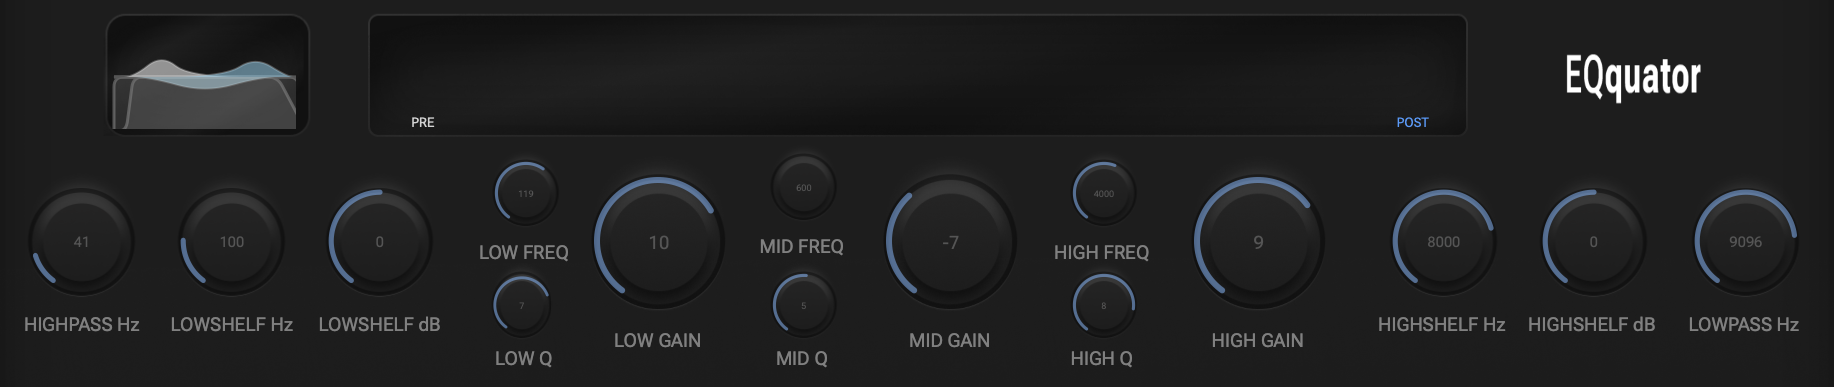 EQquator
PRE
POST
119
600
4000
41
100
0
10
-7
9
8000
0
9096
LOW FREQ
MID FREQ
HIGH FREQ
7
5
8
HIGHPASS Hz
LOWSHELF Hz
LOWSHELF dB
LOW GAIN
MID GAIN
HIGH GAIN
HIGHSHELF Hz
HIGHSHELF dB
LOWPASS Hz
LOW Q
MID Q
HIGH Q